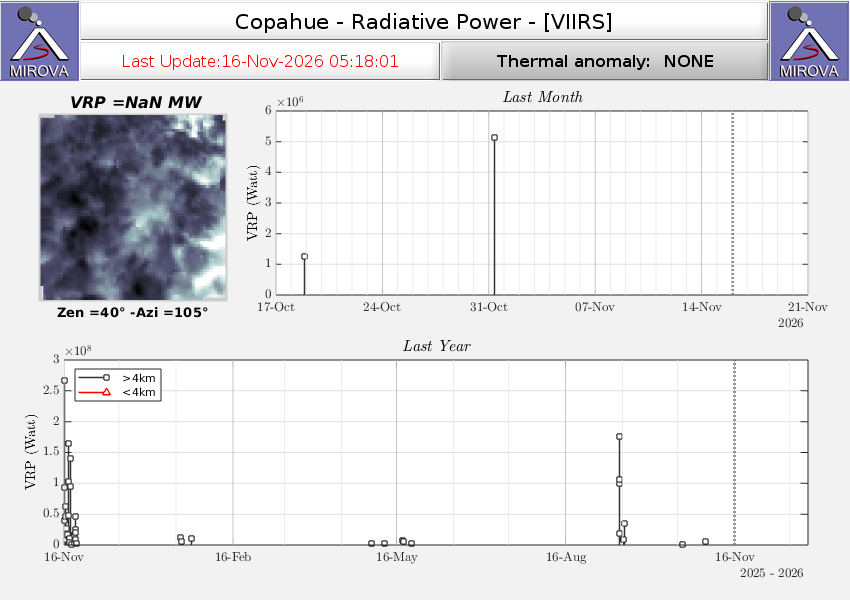 Copahue - Radiative Power - [VIIRS]
MIROVA
Last Update:16-Nov-2026 05:18:01
Thermal anomaly: NONE
MIROVA
VRP =NaN MW
Zen =40° -Azi =105°
Last Month
×10⁶
VRP (Watt)
6
5
4
3
2
1
0
17-Oct
24-Oct
31-Oct
07-Nov
14-Nov
21-Nov
2026
Last Year
×10⁸
VRP (Watt)
3
2.5
2
1.5
1
0.5
0
>4km
<4km
16-Nov
16-Feb
16-May
16-Aug
16-Nov
2025 - 2026